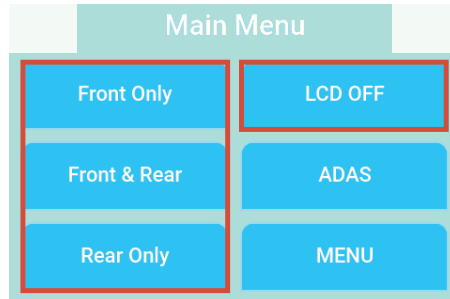 Main Menu
Front Only
LCD OFF
Front & Rear
ADAS
Rear Only
MENU